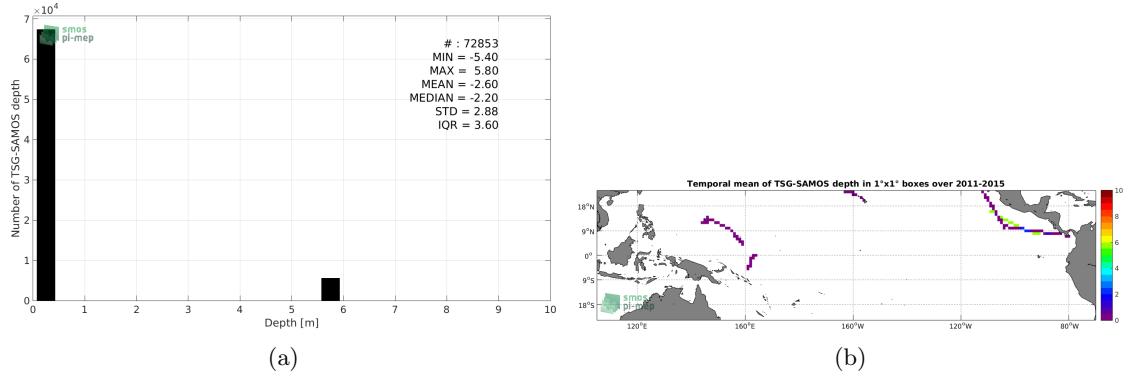 ×10⁴
7
6
5
4
3
2
1
0
Number of TSG-SAMOS depth
smos
pi-mep
# : 72853
MIN = -5.40
MAX = 5.80
MEAN = -2.60
MEDIAN = -2.20
STD = 2.88
IQR = 3.60
0 1 2 3 4 5 6 7 8 9 10
Depth [m]
(a)
Temporal mean of TSG-SAMOS depth in 1°x1° boxes over 2011-2015
18°N
9°N
0°
9°S
18°S
smos
pi-mep
120°E 160°E 160°W 120°W 80°W
10
8
6
4
2
0
(b)